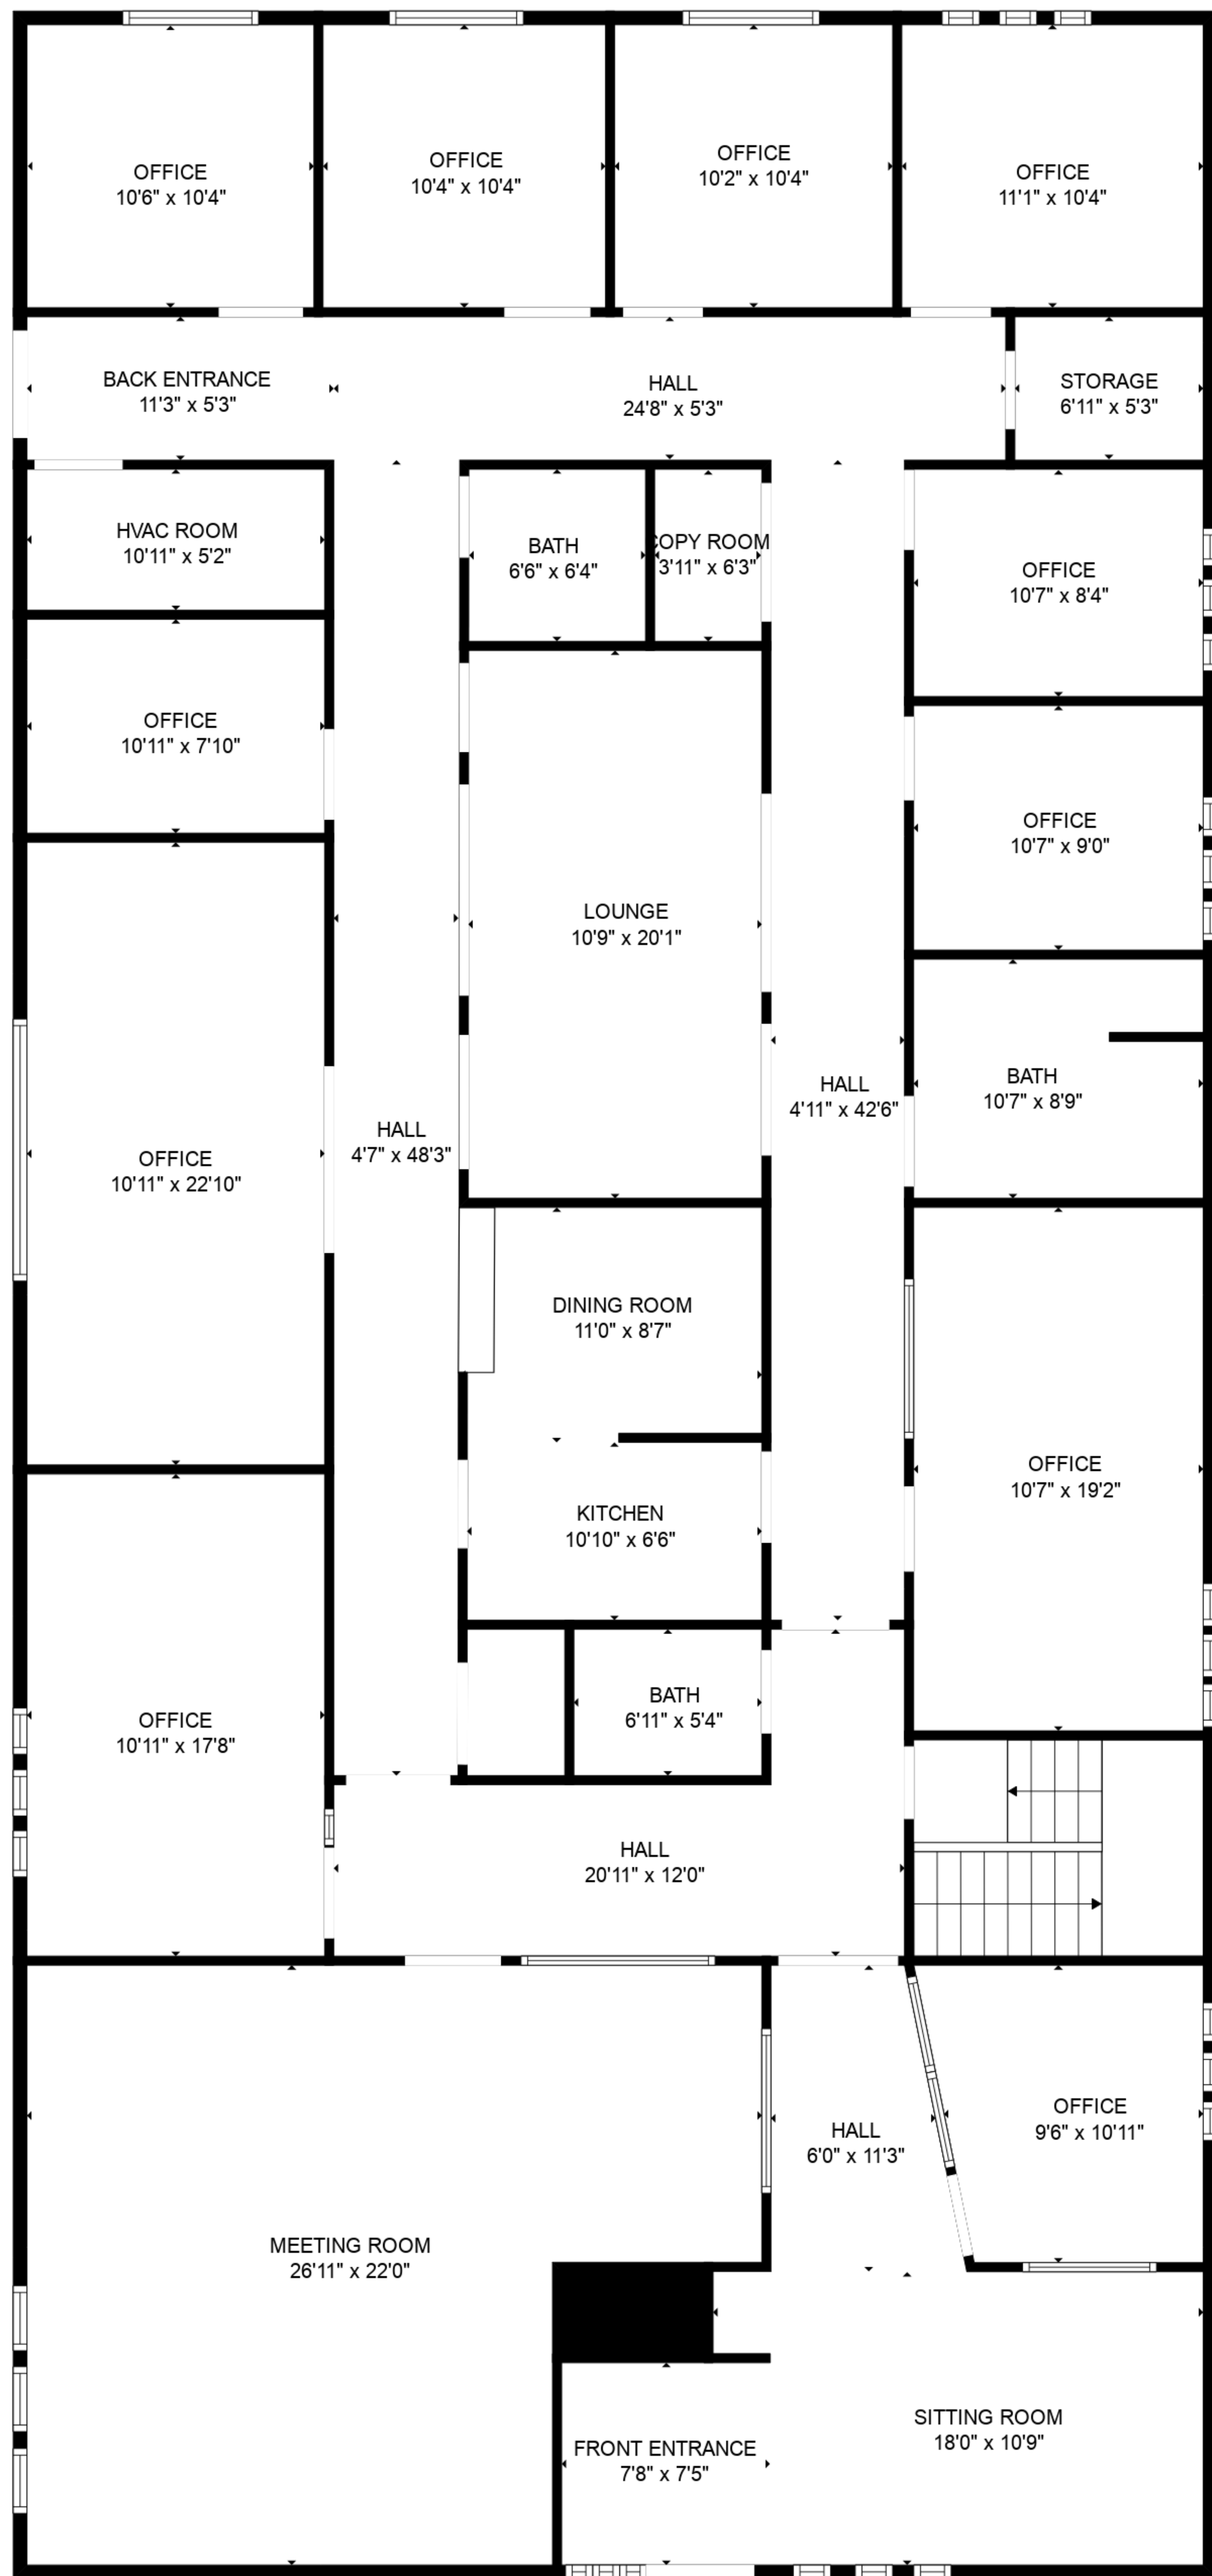 OFFICE
10'6" x 10'4"
OFFICE
10'4" x 10'4"
OFFICE
10'2" x 10'4"
OFFICE
11'1" x 10'4"
BACK ENTRANCE
11'3" x 5'3"
HALL
24'8" x 5'3"
STORAGE
6'11" x 5'3"
HVAC ROOM
10'11" x 5'2"
BATH
6'6" x 6'4"
COPY ROOM
3'11" x 6'3"
OFFICE
10'7" x 8'4"
OFFICE
10'11" x 7'10"
OFFICE
10'7" x 9'0"
LOUNGE
10'9" x 20'1"
BATH
10'7" x 8'9"
HALL
4'11" x 42'6"
HALL
4'7" x 48'3"
OFFICE
10'11" x 22'10"
DINING ROOM
11'0" x 8'7"
OFFICE
10'7" x 19'2"
KITCHEN
10'10" x 6'6"
BATH
6'11" x 5'4"
OFFICE
10'11" x 17'8"
HALL
20'11" x 12'0"
OFFICE
9'6" x 10'11"
HALL
6'0" x 11'3"
MEETING ROOM
26'11" x 22'0"
SITTING ROOM
18'0" x 10'9"
FRONT ENTRANCE
7'8" x 7'5"